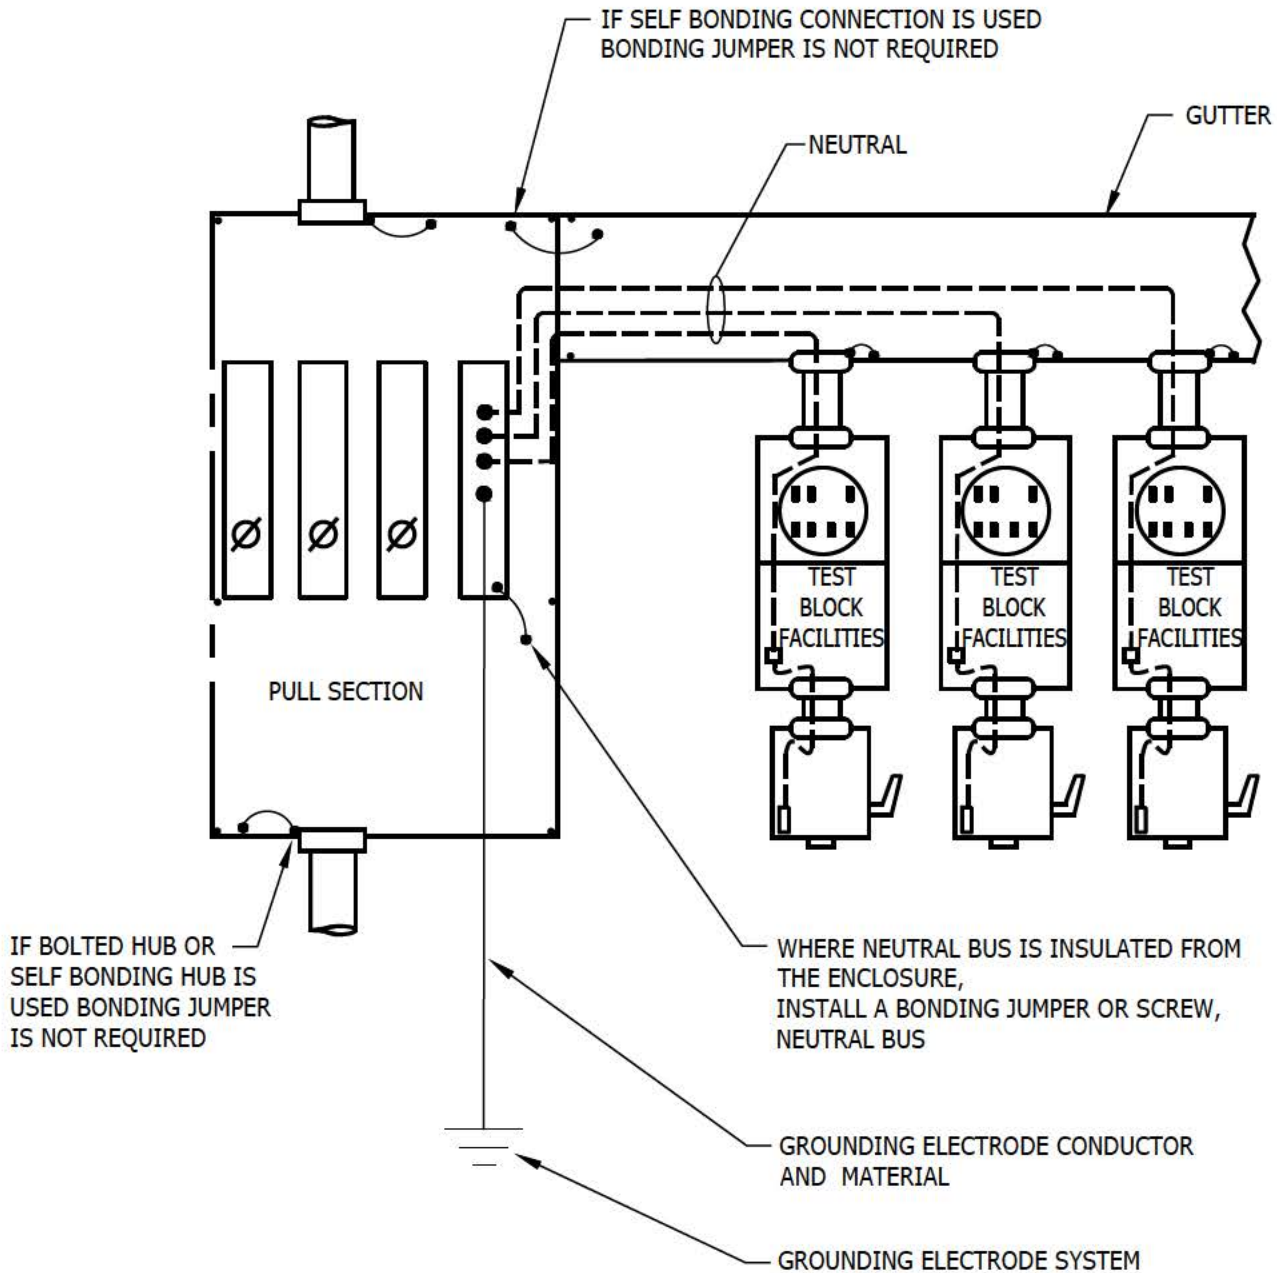 IF SELF BONDING CONNECTION IS USED
BONDING JUMPER IS NOT REQUIRED
GUTTER
NEUTRAL
TEST
BLOCK
FACILITIES
TEST
BLOCK
FACILITIES
TEST
BLOCK
FACILITIES
PULL SECTION
IF BOLTED HUB OR
SELF BONDING HUB IS
USED BONDING JUMPER
IS NOT REQUIRED
WHERE NEUTRAL BUS IS INSULATED FROM
THE ENCLOSURE,
INSTALL A BONDING JUMPER OR SCREW,
NEUTRAL BUS
GROUNDING ELECTRODE CONDUCTOR
AND MATERIAL
GROUNDING ELECTRODE SYSTEM